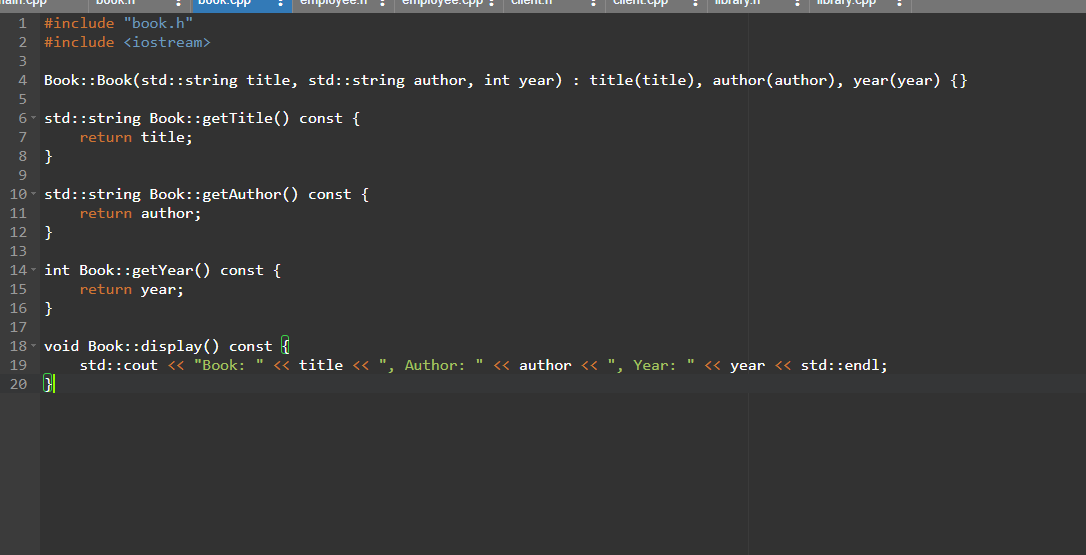 main.cpp book.h book.cpp employee.h employee.cpp client.h client.cpp library.h library.cpp
1 #include "book.h"
2 #include <iostream>
3
4 Book::Book(std::string title, std::string author, int year) : title(title), author(author), year(year) {}
5
6 std::string Book::getTitle() const {
7 return title;
8 }
9
10 std::string Book::getAuthor() const {
11 return author;
12 }
13
14 int Book::getYear() const {
15 return year;
16 }
17
18 void Book::display() const {
19 std::cout << "Book: " << title << ", Author: " << author << ", Year: " << year << std::endl;
20 }